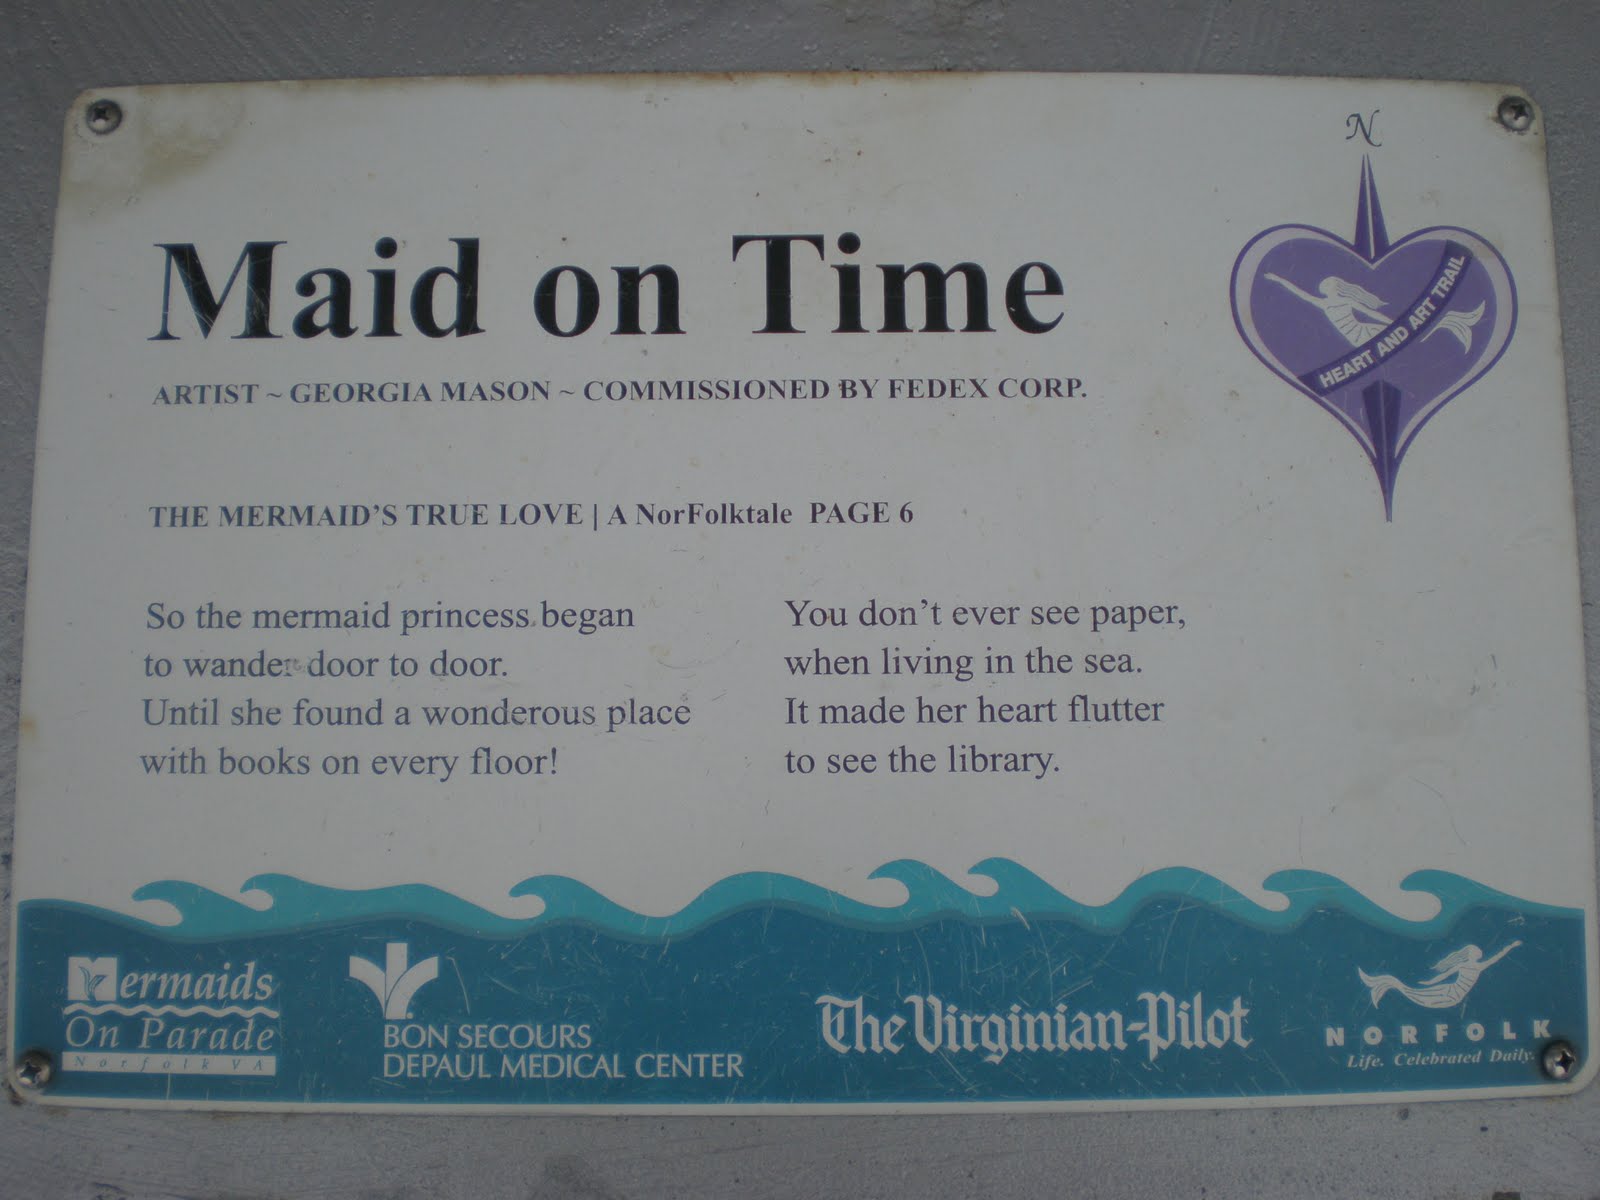 N
HEART AND ART TRAIL
Maid on Time
ARTIST ~ GEORGIA MASON ~ COMMISSIONED BY FEDEX CORP.
THE MERMAID'S TRUE LOVE | A NorFolktale PAGE 6
So the mermaid princess began
to wander door to door.
Until she found a wonderous place
with books on every floor!
You don't ever see paper,
when living in the sea.
It made her heart flutter
to see the library.
Mermaids
On Parade
Norfolk VA
BON SECOURS
DEPAUL MEDICAL CENTER
The Virginian-Pilot
NORFOLK
Life. Celebrated Daily.